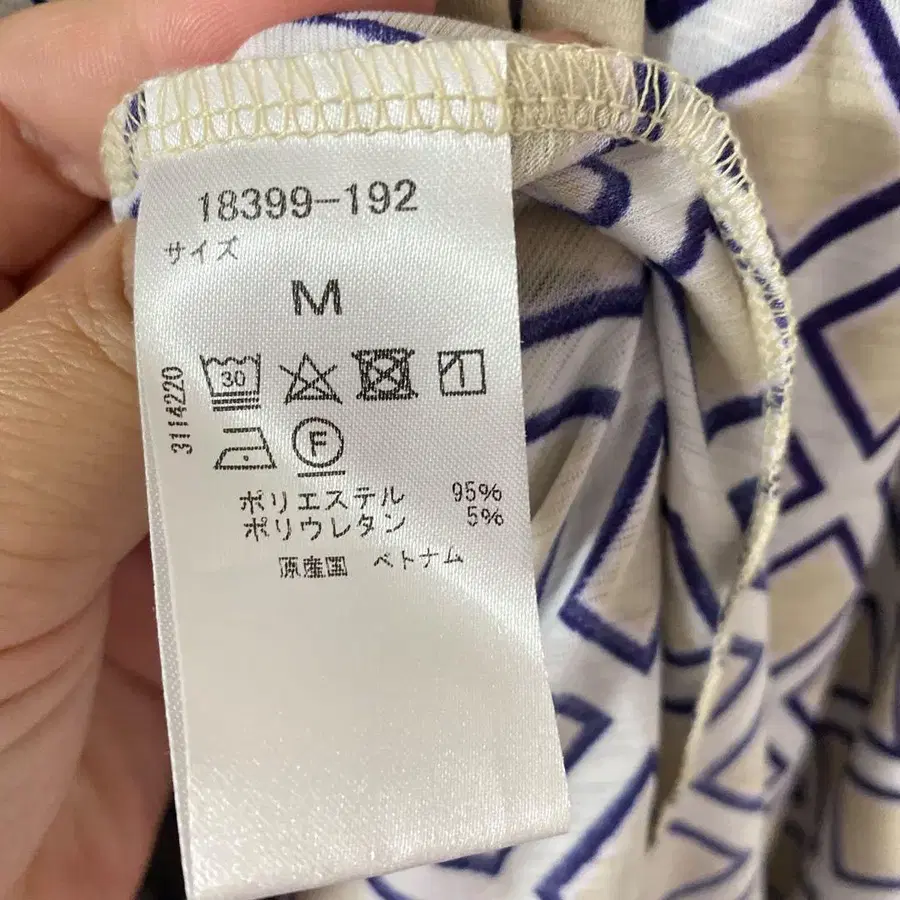 18399-192
サイズ
M
3114220
30
F
ポリエステル 95%
ポリウレタン 5%
原産国 ベトナム